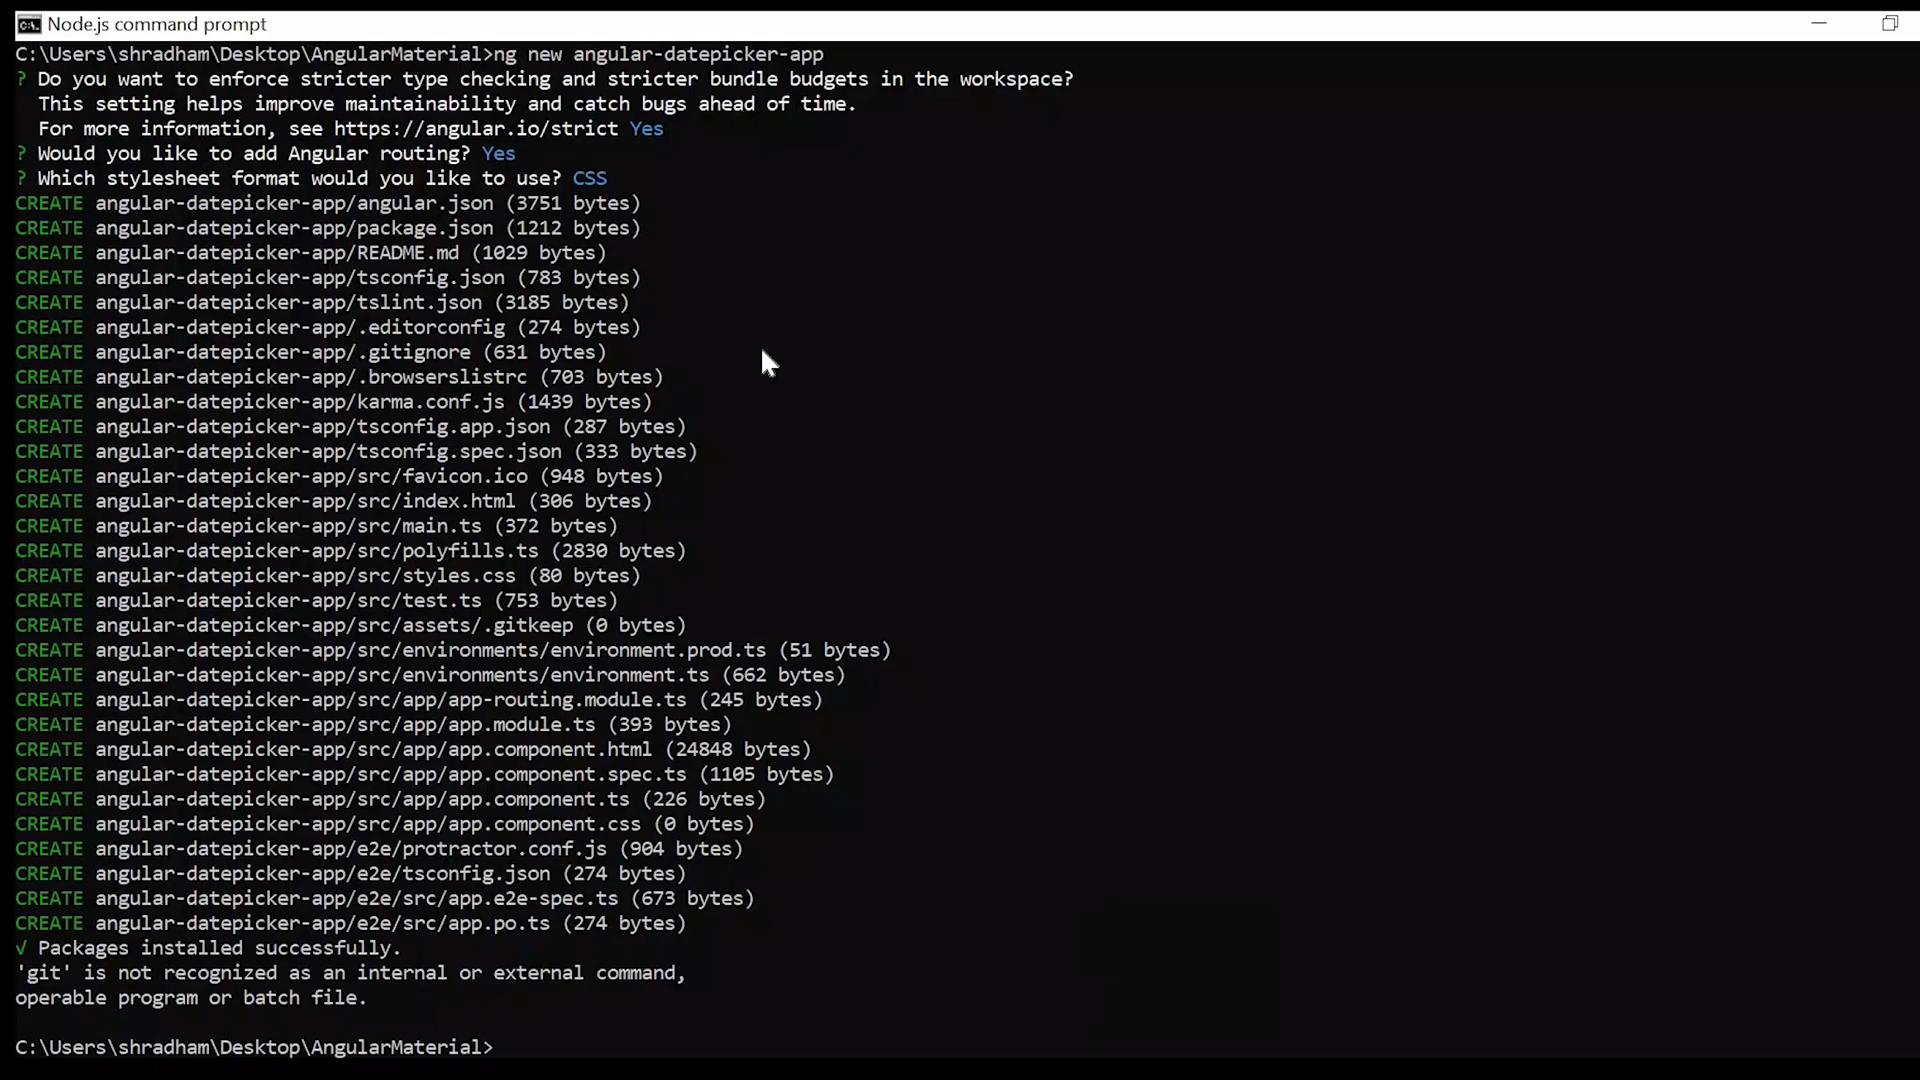 Node.js command prompt
C:\Users\shradham\Desktop\AngularMaterial>ng new angular-datepicker-app
? Do you want to enforce stricter type checking and stricter bundle budgets in the workspace?
This setting helps improve maintainability and catch bugs ahead of time.
For more information, see https://angular.io/strict Yes
? Would you like to add Angular routing? Yes
? Which stylesheet format would you like to use? CSS
CREATE angular-datepicker-app/angular.json (3751 bytes)
CREATE angular-datepicker-app/package.json (1212 bytes)
CREATE angular-datepicker-app/README.md (1029 bytes)
CREATE angular-datepicker-app/tsconfig.json (783 bytes)
CREATE angular-datepicker-app/tslint.json (3185 bytes)
CREATE angular-datepicker-app/.editorconfig (274 bytes)
CREATE angular-datepicker-app/.gitignore (631 bytes)
CREATE angular-datepicker-app/.browserslistrc (703 bytes)
CREATE angular-datepicker-app/karma.conf.js (1439 bytes)
CREATE angular-datepicker-app/tsconfig.app.json (287 bytes)
CREATE angular-datepicker-app/tsconfig.spec.json (333 bytes)
CREATE angular-datepicker-app/src/favicon.ico (948 bytes)
CREATE angular-datepicker-app/src/index.html (306 bytes)
CREATE angular-datepicker-app/src/main.ts (372 bytes)
CREATE angular-datepicker-app/src/polyfills.ts (2830 bytes)
CREATE angular-datepicker-app/src/styles.css (80 bytes)
CREATE angular-datepicker-app/src/test.ts (753 bytes)
CREATE angular-datepicker-app/src/assets/.gitkeep (0 bytes)
CREATE angular-datepicker-app/src/environments/environment.prod.ts (51 bytes)
CREATE angular-datepicker-app/src/environments/environment.ts (662 bytes)
CREATE angular-datepicker-app/src/app/app-routing.module.ts (245 bytes)
CREATE angular-datepicker-app/src/app/app.module.ts (393 bytes)
CREATE angular-datepicker-app/src/app/app.component.html (24848 bytes)
CREATE angular-datepicker-app/src/app/app.component.spec.ts (1105 bytes)
CREATE angular-datepicker-app/src/app/app.component.ts (226 bytes)
CREATE angular-datepicker-app/src/app/app.component.css (0 bytes)
CREATE angular-datepicker-app/e2e/protractor.conf.js (904 bytes)
CREATE angular-datepicker-app/e2e/tsconfig.json (274 bytes)
CREATE angular-datepicker-app/e2e/src/app.e2e-spec.ts (673 bytes)
CREATE angular-datepicker-app/e2e/src/app.po.ts (274 bytes)
√ Packages installed successfully.
'git' is not recognized as an internal or external command,
operable program or batch file.
C:\Users\shradham\Desktop\AngularMaterial>